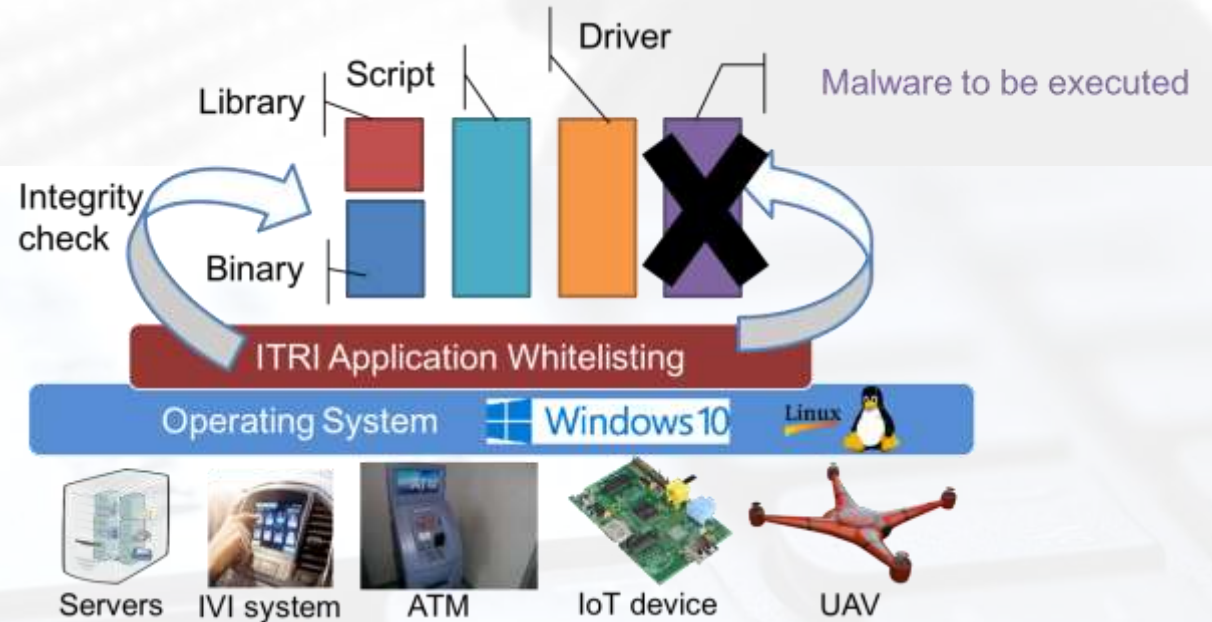 Driver
Script
Malware to be executed
Library
Integrity
check
Binary
ITRI Application Whitelisting
Operating System
Windows 10
Linux
Servers
IVI system
ATM
IoT device
UAV